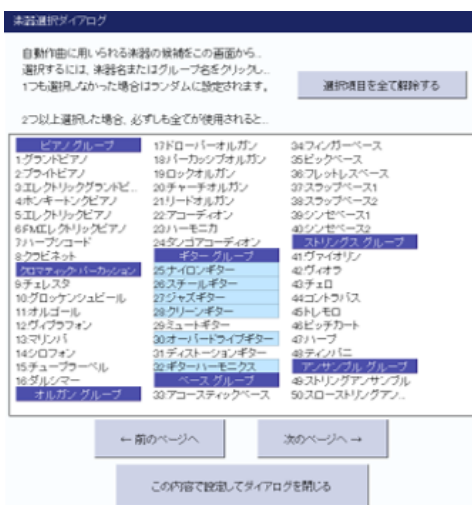 楽器選択ダイアログ
自動作曲に用いられる楽器の候補をこの画面から..
選択するには、楽器名またはグループ名をクリックし..
1つも選択しなかった場合はランダムに設定されます。
選択項目を全て解除する
2つ以上選択した場合、必ずしも全てが使用されると..
ピアノ グループ
1:グランドピアノ
2:ブライトピアノ
3:エレクトリックグランドピ..
4:ホンキートンクピアノ
5:エレクトリックピアノ
6:FMエレクトリックピアノ
7:ハープシコード
8:クラビネット
クロマティック・パーカッション
9:チェレスタ
10:グロッケンシュピール
11:オルゴール
12:ヴィブラフォン
13:マリンバ
14:シロフォン
15:チューブラーベル
16:ダルシマー
オルガン グループ
17:ドローバーオルガン
18:パーカッシブオルガン
19:ロックオルガン
20:チャーチオルガン
21:リードオルガン
22:アコーディオン
23:ハーモニカ
24:タンゴアコーディオン
ギター グループ
25:ナイロンギター
26:スチールギター
27:ジャズギター
28:クリーンギター
29:ミュートギター
30:オーバードライブギター
31:ディストーションギター
32:ギターハーモニクス
ベース グループ
33:アコースティックベース
34:フィンガーベース
35:ピックベース
36:フレットレスベース
37:スラップベース1
38:スラップベース2
39:シンセベース1
40:シンセベース2
ストリングス グループ
41:ヴァイオリン
42:ヴィオラ
43:チェロ
44:コントラバス
45:トレモロ
46:ピッチカート
47:ハープ
48:ティンパニ
アンサンブル グループ
49:ストリングアンサンブル
50:スローストリングアン..
← 前のページへ
次のページへ →
この内容で設定してダイアログを閉じる